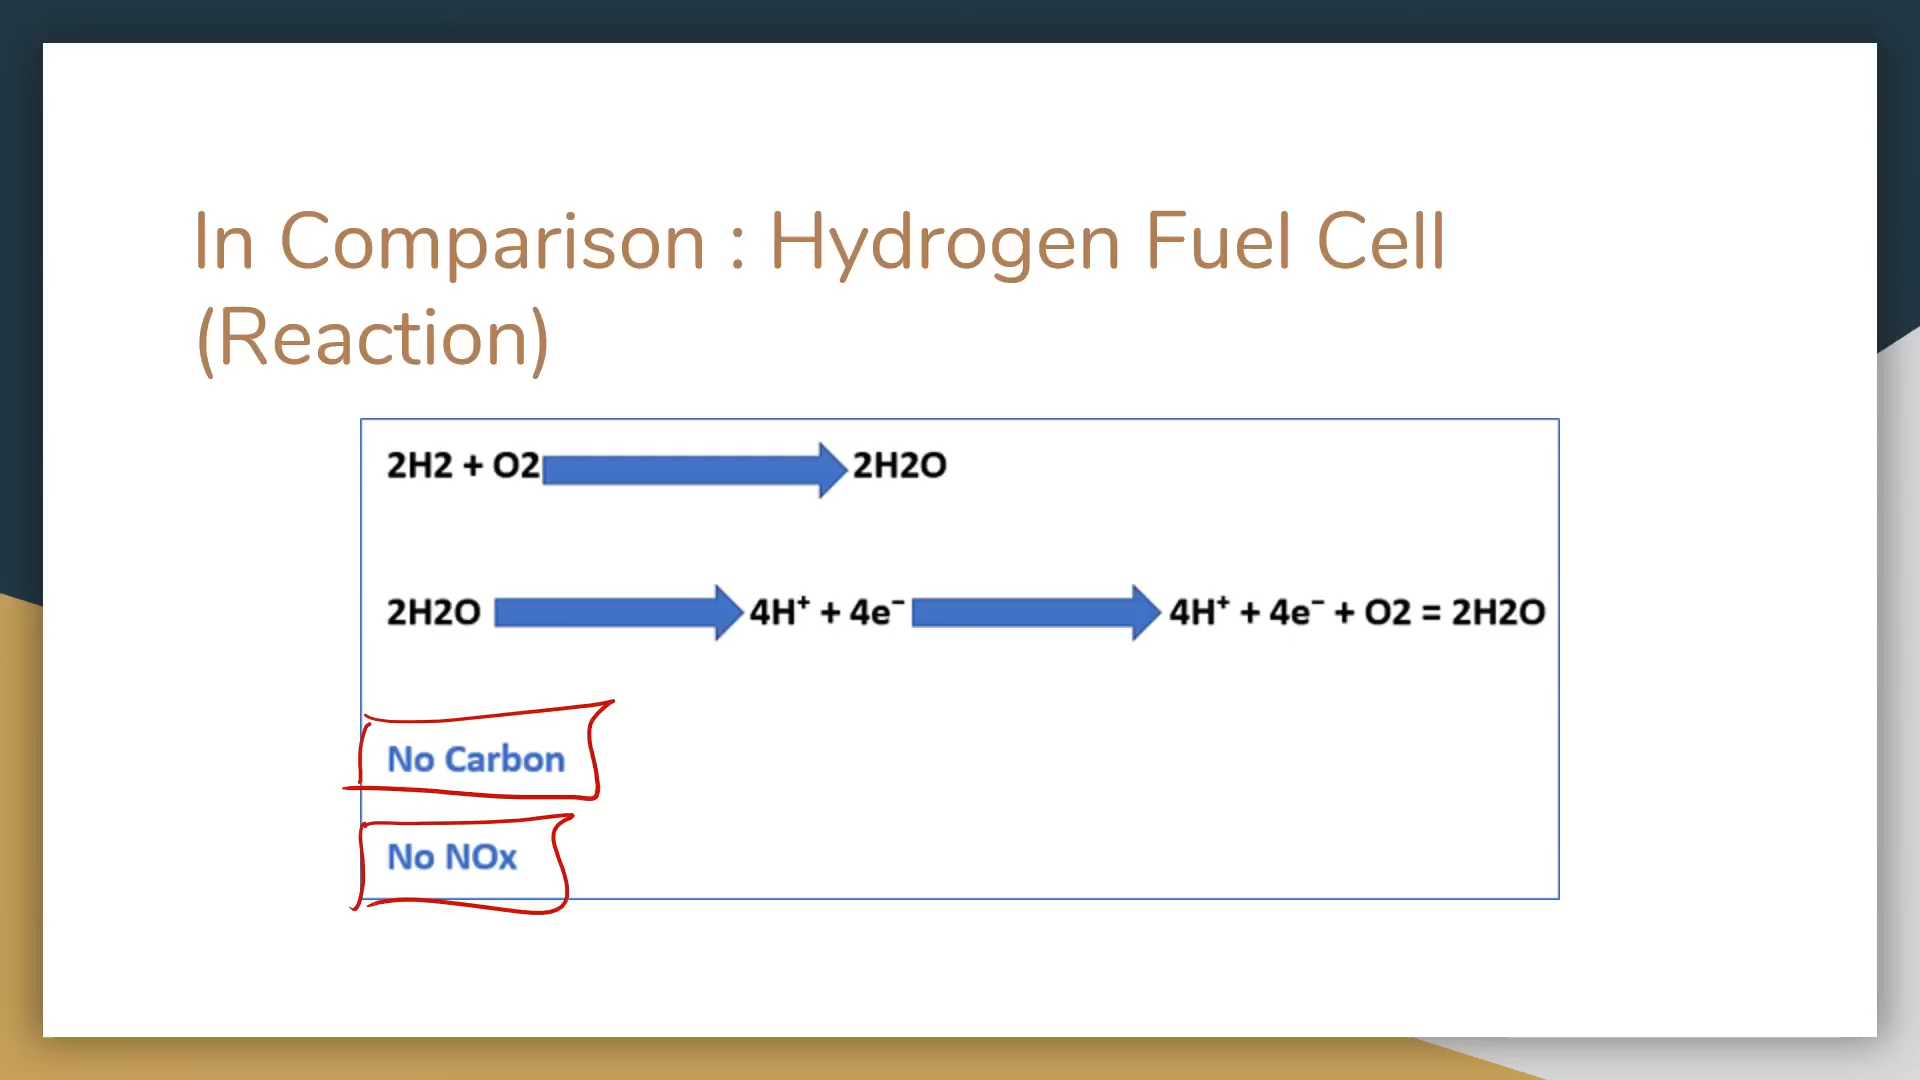 In Comparison : Hydrogen Fuel Cell
(Reaction)
2H2 + O2 2H2O
2H2O 4H⁺ + 4e⁻ 4H⁺ + 4e⁻ + O2 = 2H2O
No Carbon
No NOx